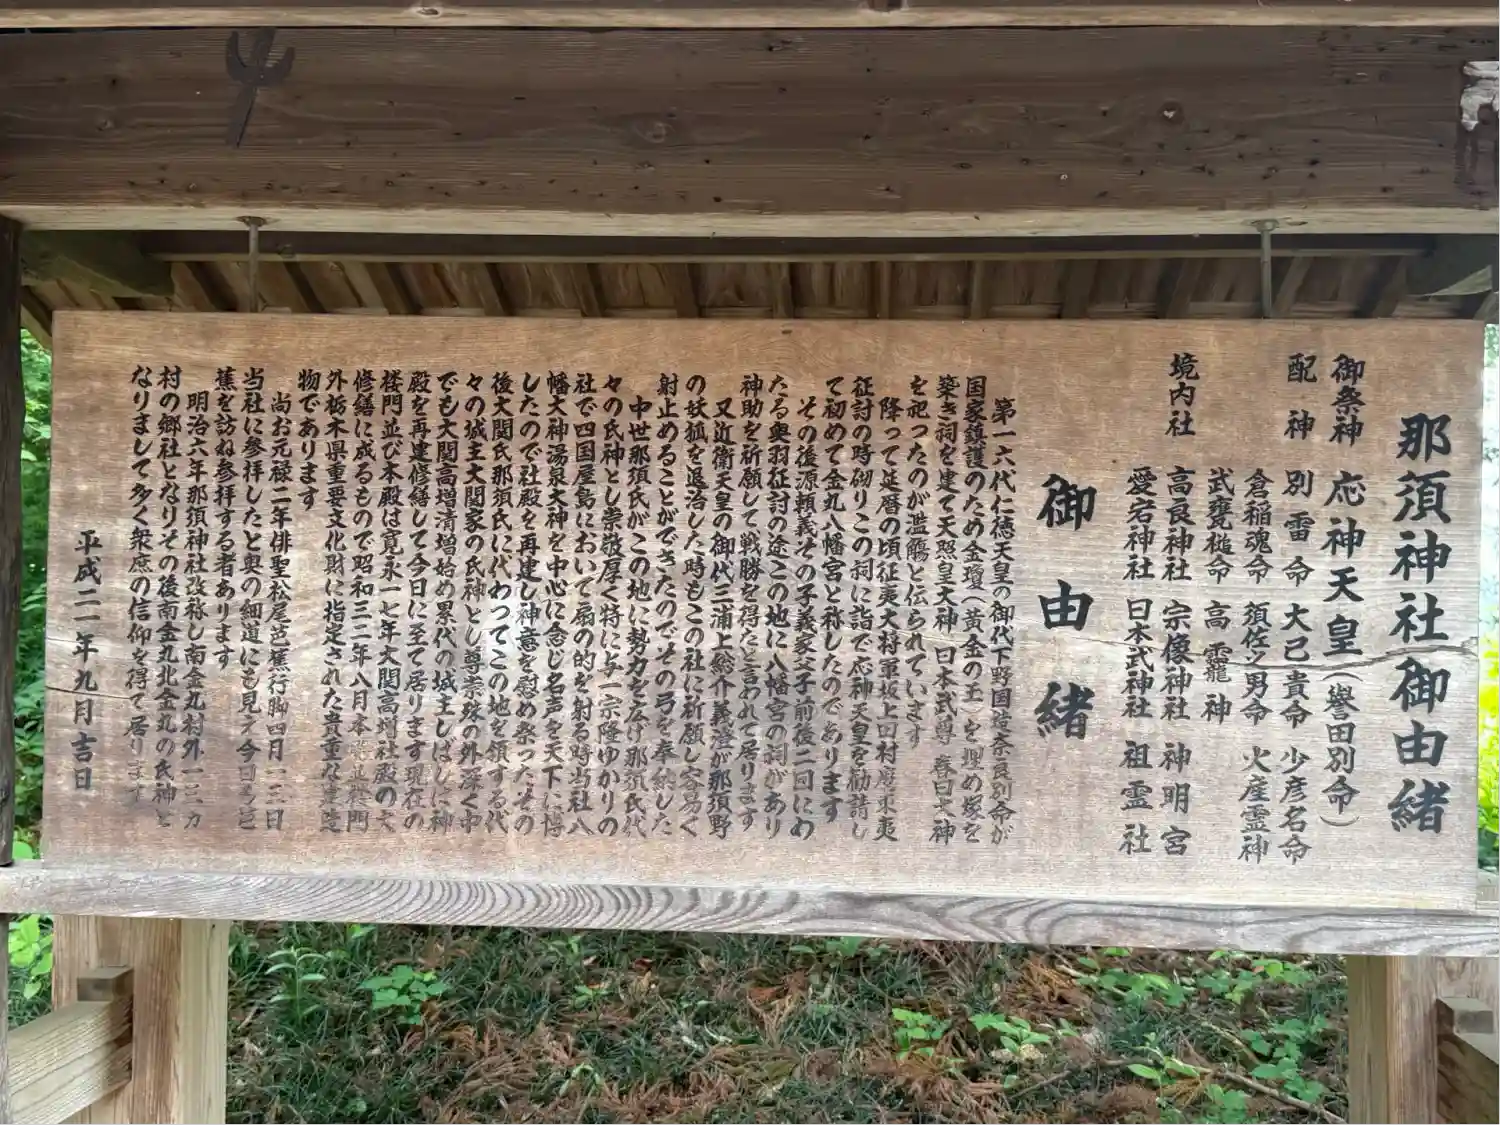 那須神社御由緒
御祭神 応神天皇(誉田別命)
配神 別雷命 大己貴命 少彦名命
倉稲魂命 須佐之男命 火産霊神
武甕槌命 高龗神
境内社 高良神社 宗像神社 神明宮
愛宕神社 日本武神社 祖霊社
御由緒
第一六代仁徳天皇の御代下野国造奈良別命が
国家鎮護のため金瓊(黄金の玉)を埋め塚を
築き祠を建て天照皇大神 日本武尊 春日大神
を祀ったのが濫觴と伝られています
降って延暦の頃征夷大将軍坂上田村麿東夷
征討の時砌りこの祠に詣で応神天皇を勧請し
て初めて金丸八幡宮と称したのであります
その後源頼義その子義家父子前後二回にわ
たる奥羽征討の途この地に八幡宮の祠があり
神助を祈願して戦勝を得たと言われて居ります
又近衛天皇の御代三浦上総介義澄が那須野
の妖狐を退治した時もこの社に祈願し容易く
射止めることができたのでその弓を奉納した
中世那須氏がこの地に勢力を広げ那須氏代
々の氏神とし崇敬厚く特に与一宗隆ゆかりの
社で四国屋島において扇の的を射る時当社八
幡大神湯泉大神を中心に念じ名声を天下に博
したので社殿を再建し神意を慰め祭ったその
後大関氏那須氏に代わってこの地を領する代
々の城主大関家の氏神とし尊崇殊の外深く中
でも大関高増清増始め累代の城主しばしば神
殿を再建修繕して今日に至て居ります現在の
楼門並び本殿は寛永一七年大関高増社殿の大
修繕に成るもので昭和三二年八月本殿並楼門
外栃木県重要文化財に指定された貴重な建造
物であります
尚お元禄二年俳聖松尾芭蕉行脚四月一三日
当社に参拝したと奥の細道にも見え今日も芭
蕉を訪ね参拝する者あります
明治六年那須神社改称し南金丸村外一三カ
村の郷社となりその後南金丸北金丸の氏神と
なりまして多く衆庶の信仰を得て居ります
平成二一年九月吉日